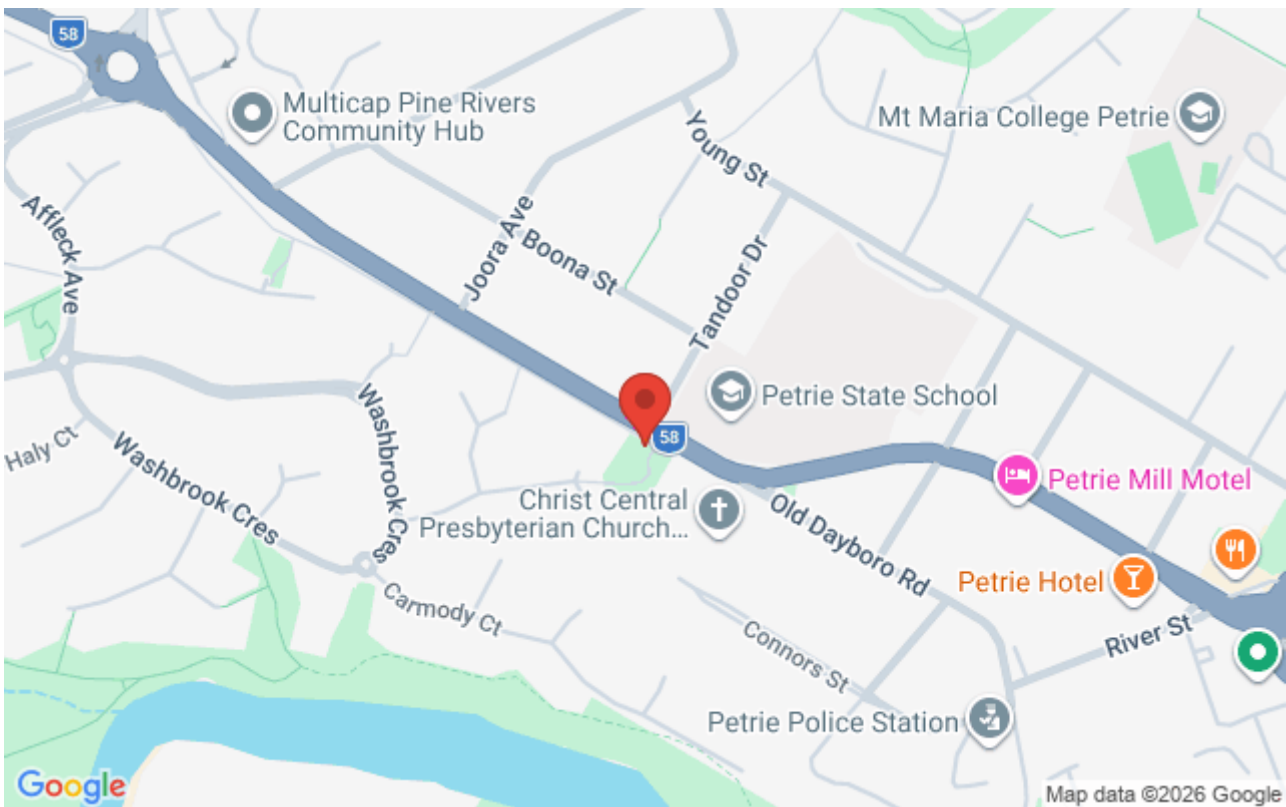 58
Multicap Pine Rivers
Community Hub
Mt Maria College Petrie
Young St
Affleck Ave
Joora Ave
Boona St
Tandoor Dr
Petrie State School
58
Washbrook Cres
Haly Ct
Washbrook Cres
Petrie Mill Motel
Christ Central
Presbyterian Church...
Old Dayboro Rd
Petrie Hotel
Carmody Ct
River St
Connors St
Petrie Police Station
Google
Map data ©2026 Google